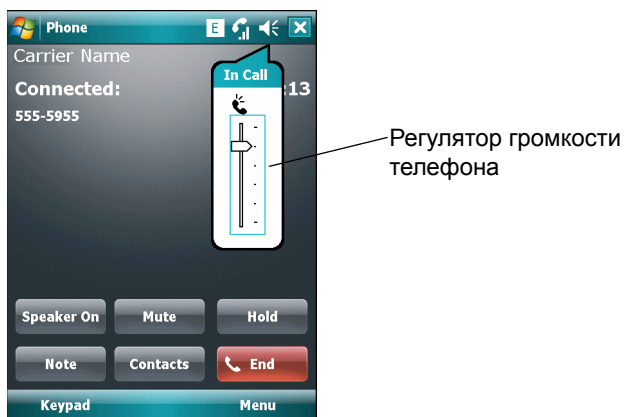 Phone
E
Carrier Name
In Call
Connected:
:13
555-5955
Регулятор громкости
телефона
Speaker On
Mute
Hold
Note
Contacts
End
Keypad
Menu